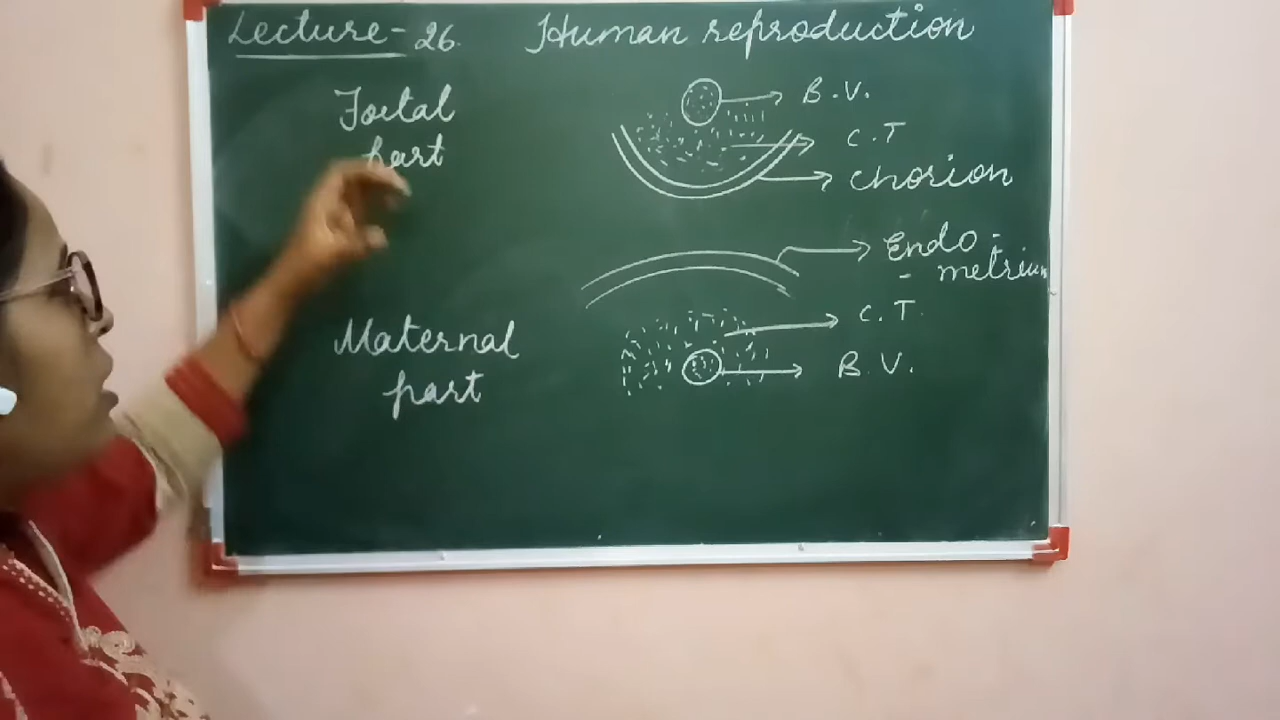 Lecture-26. Human reproduction
Foetal
part
B.V.
C.T
Chorion
Endo-
- metrium
Maternal
part
C.T.
B.V.